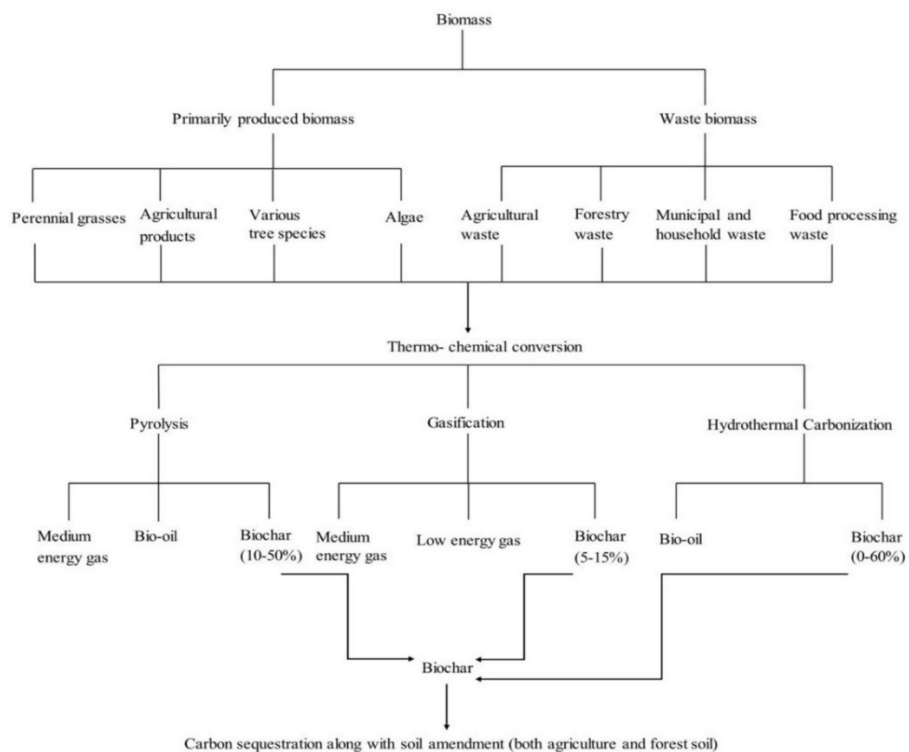 Biomass
Primarily produced biomass
Waste biomass
Perennial grasses
Agricultural
products
Various
tree species
Algae
Agricultural
waste
Forestry
waste
Municipal and
household waste
Food processing
waste
Thermo- chemical conversion
Pyrolysis
Gasification
Hydrothermal Carbonization
Medium
energy gas
Bio-oil
Biochar
(10-50%)
Medium
energy gas
Low energy gas
Biochar
(5-15%)
Bio-oil
Biochar
(0-60%)
Biochar
Carbon sequestration along with soil amendment (both agriculture and forest soil)